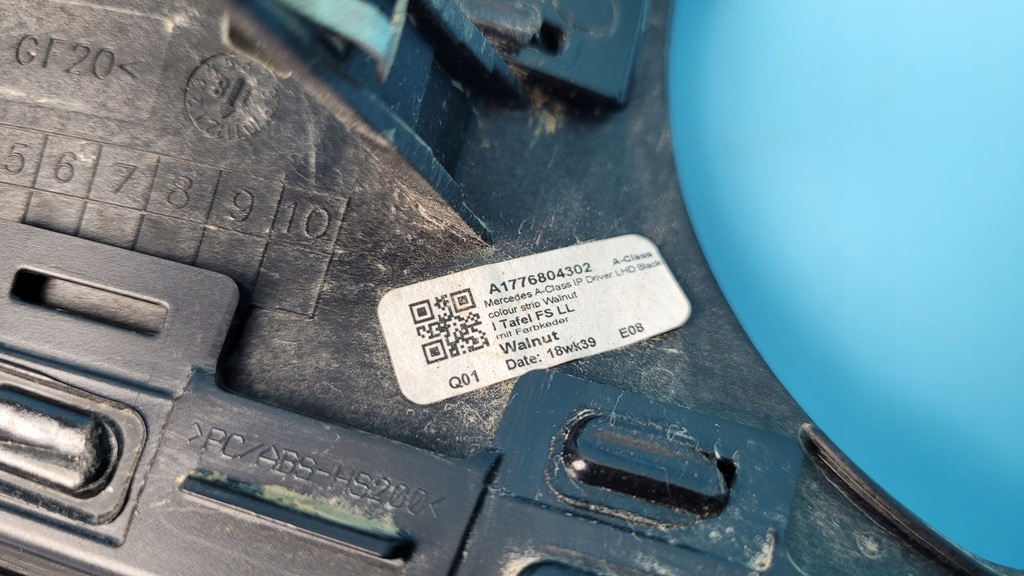 GF20<
5 6 7 8 9 10
A1776804302 A-Class
Mercedes A-Class IP Driver LHD Black
colour strip Walnut
I Tafel FS LL
mit Farbkeder
Walnut
Q01 Date: 18wk39 E08
>PC/ABS-HS200<